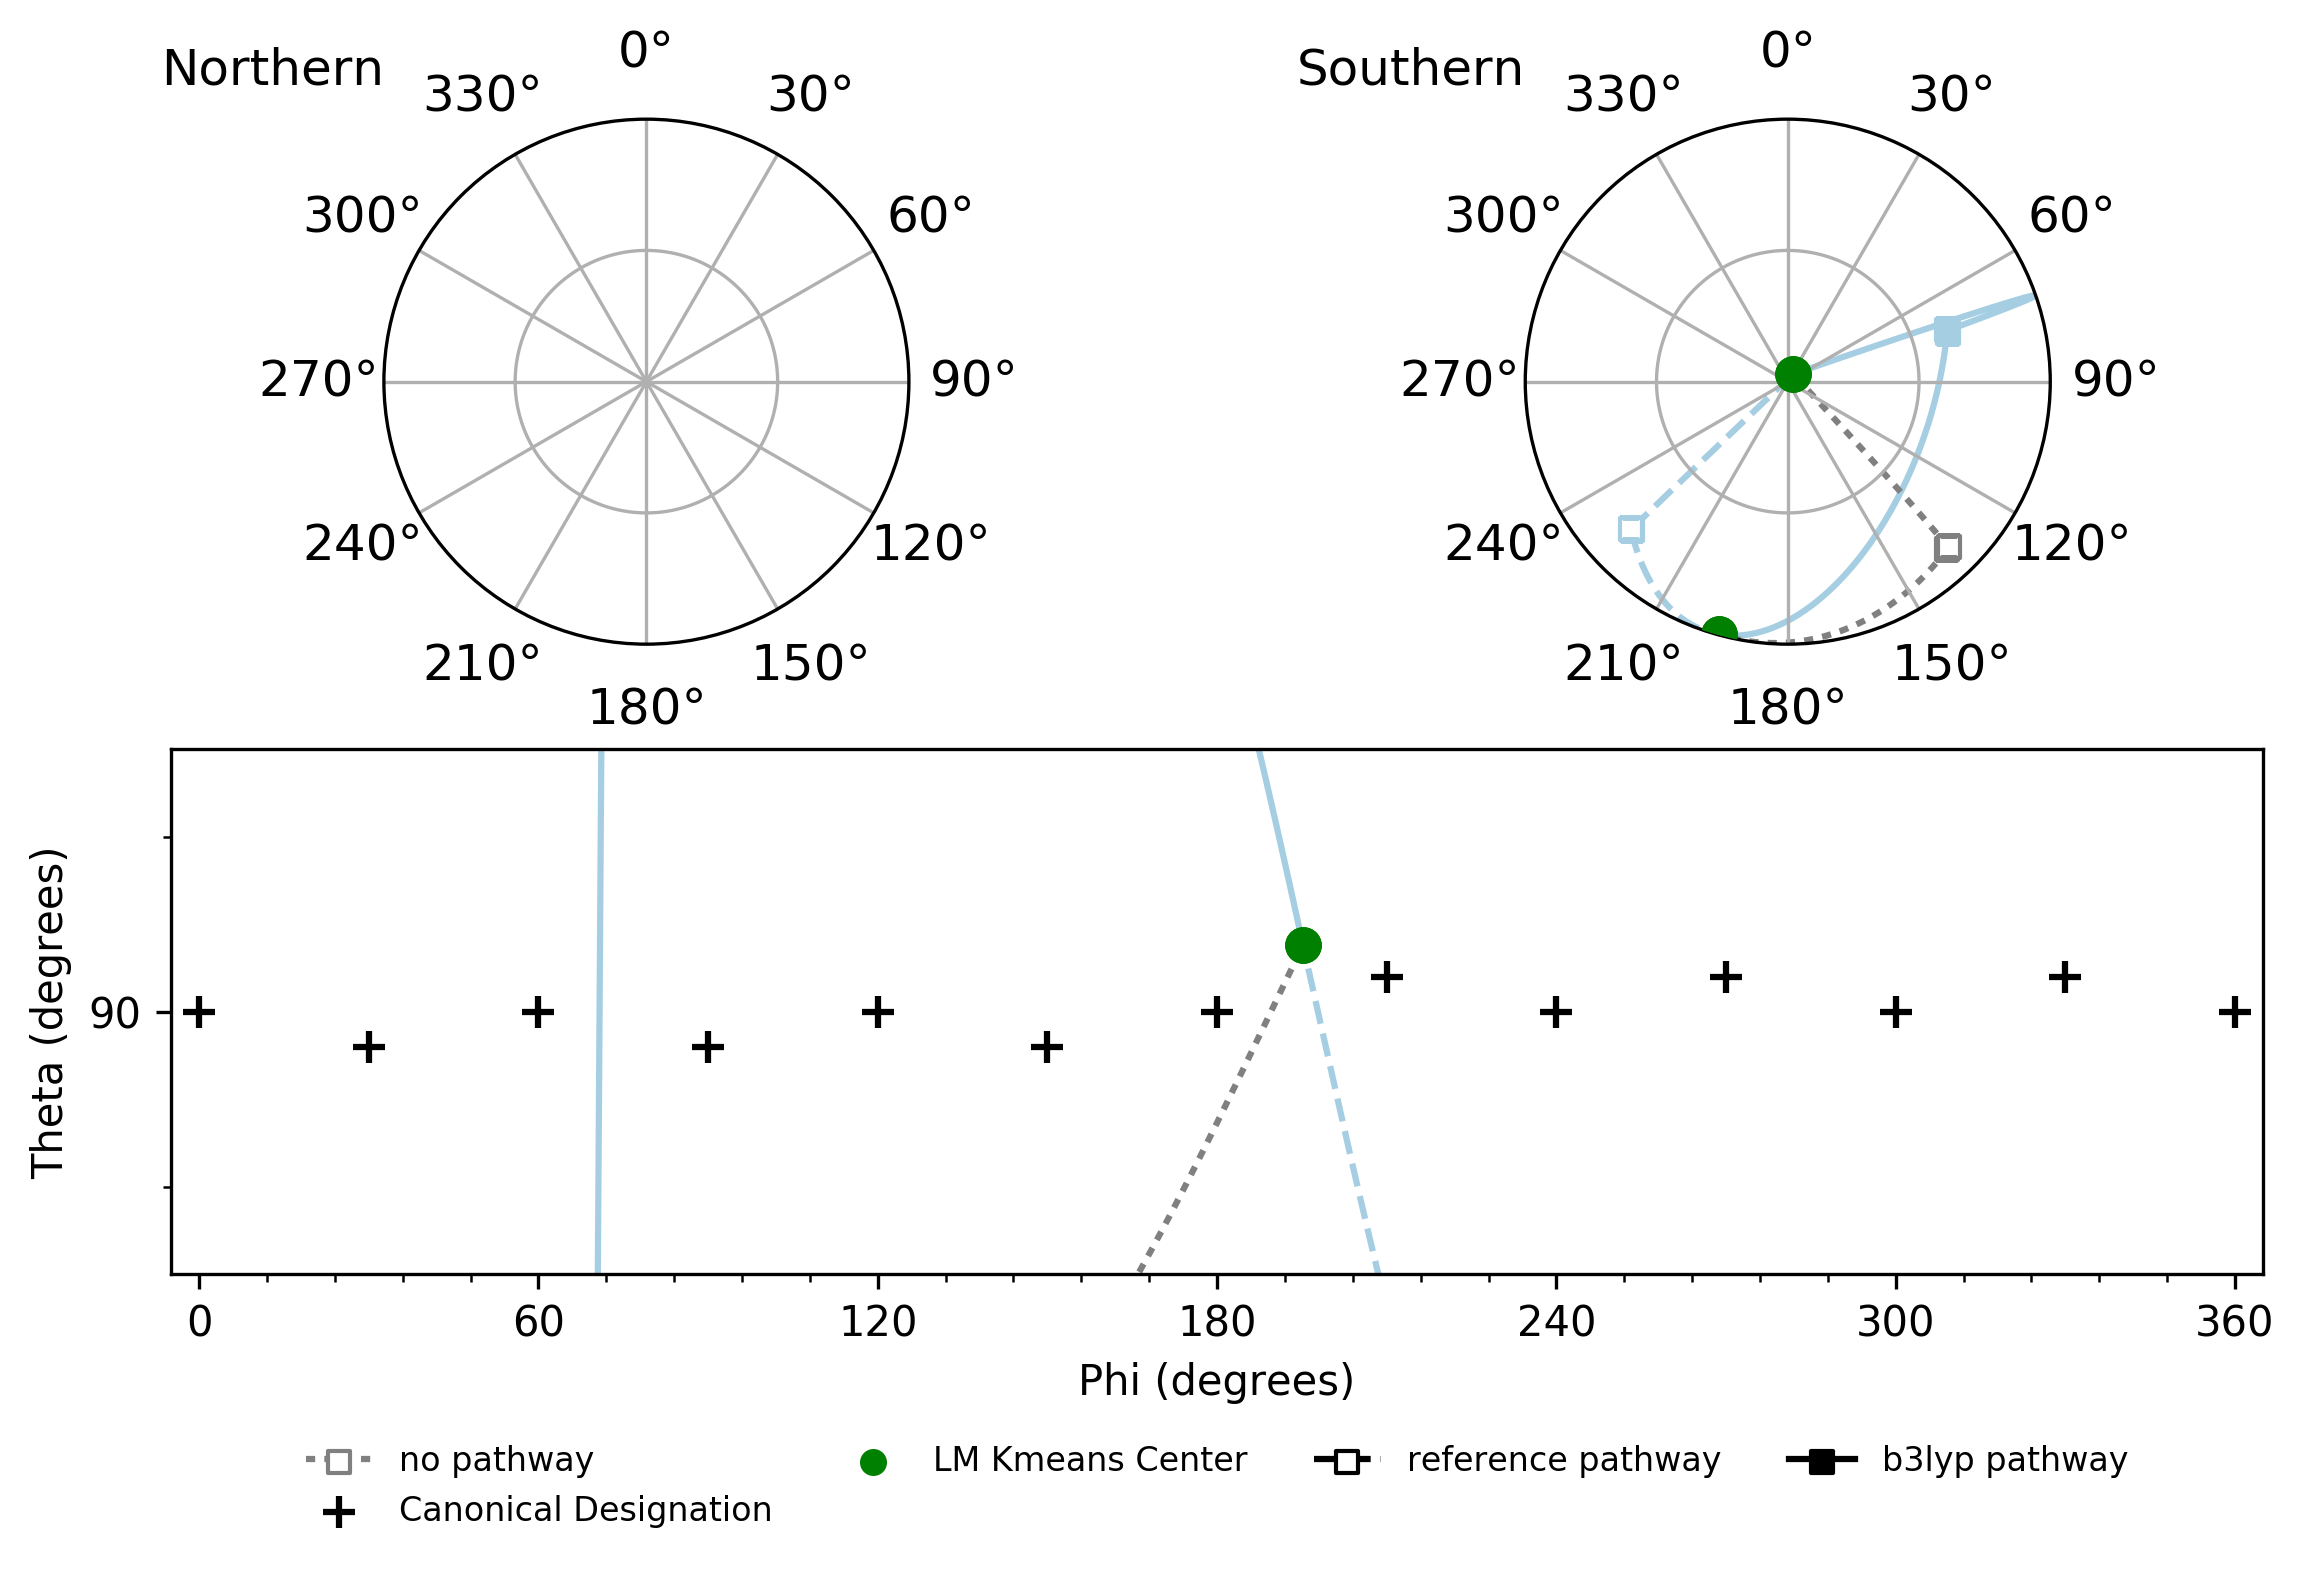 Northern
0°
30°
60°
90°
120°
150°
180°
210°
240°
270°
300°
330°
Southern
0°
30°
60°
90°
120°
150°
180°
210°
240°
270°
300°
330°
Theta (degrees)
90
0 60 120 180 240 300 360
Phi (degrees)
no pathway
Canonical Designation
LM Kmeans Center
reference pathway
b3lyp pathway